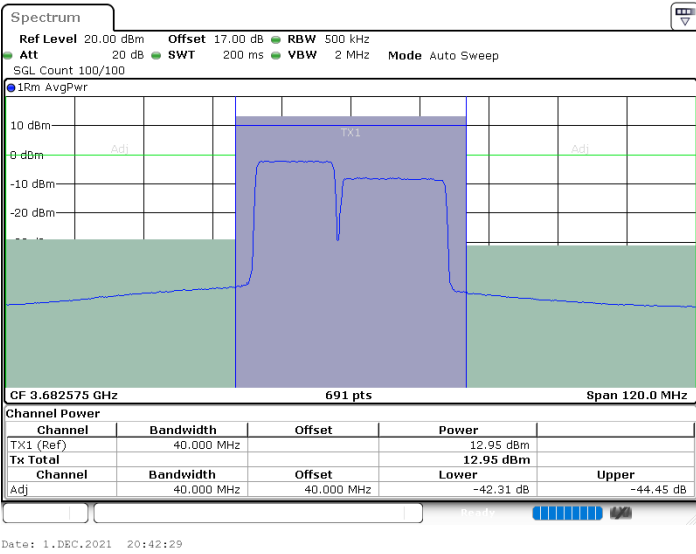 Spectrum
Ref Level 20.00 dBm Offset 17.00 dB RBW 500 kHz
Att 20 dB SWT 200 ms VBW 2 MHz Mode Auto Sweep
SGL Count 100/100
1Rm AvgPwr
10 dBm
TX1
0 dBm Adj Adj
-10 dBm
-20 dBm
CF 3.682575 GHz 691 pts Span 120.0 MHz
Channel Power
Channel Bandwidth Offset Power
TX1 (Ref) 40.000 MHz 12.95 dBm
Tx Total 12.95 dBm
Channel Bandwidth Offset Lower Upper
Adj 40.000 MHz 40.000 MHz -42.31 dB -44.45 dB
Ready
Date: 1.DEC.2021 20:42:29